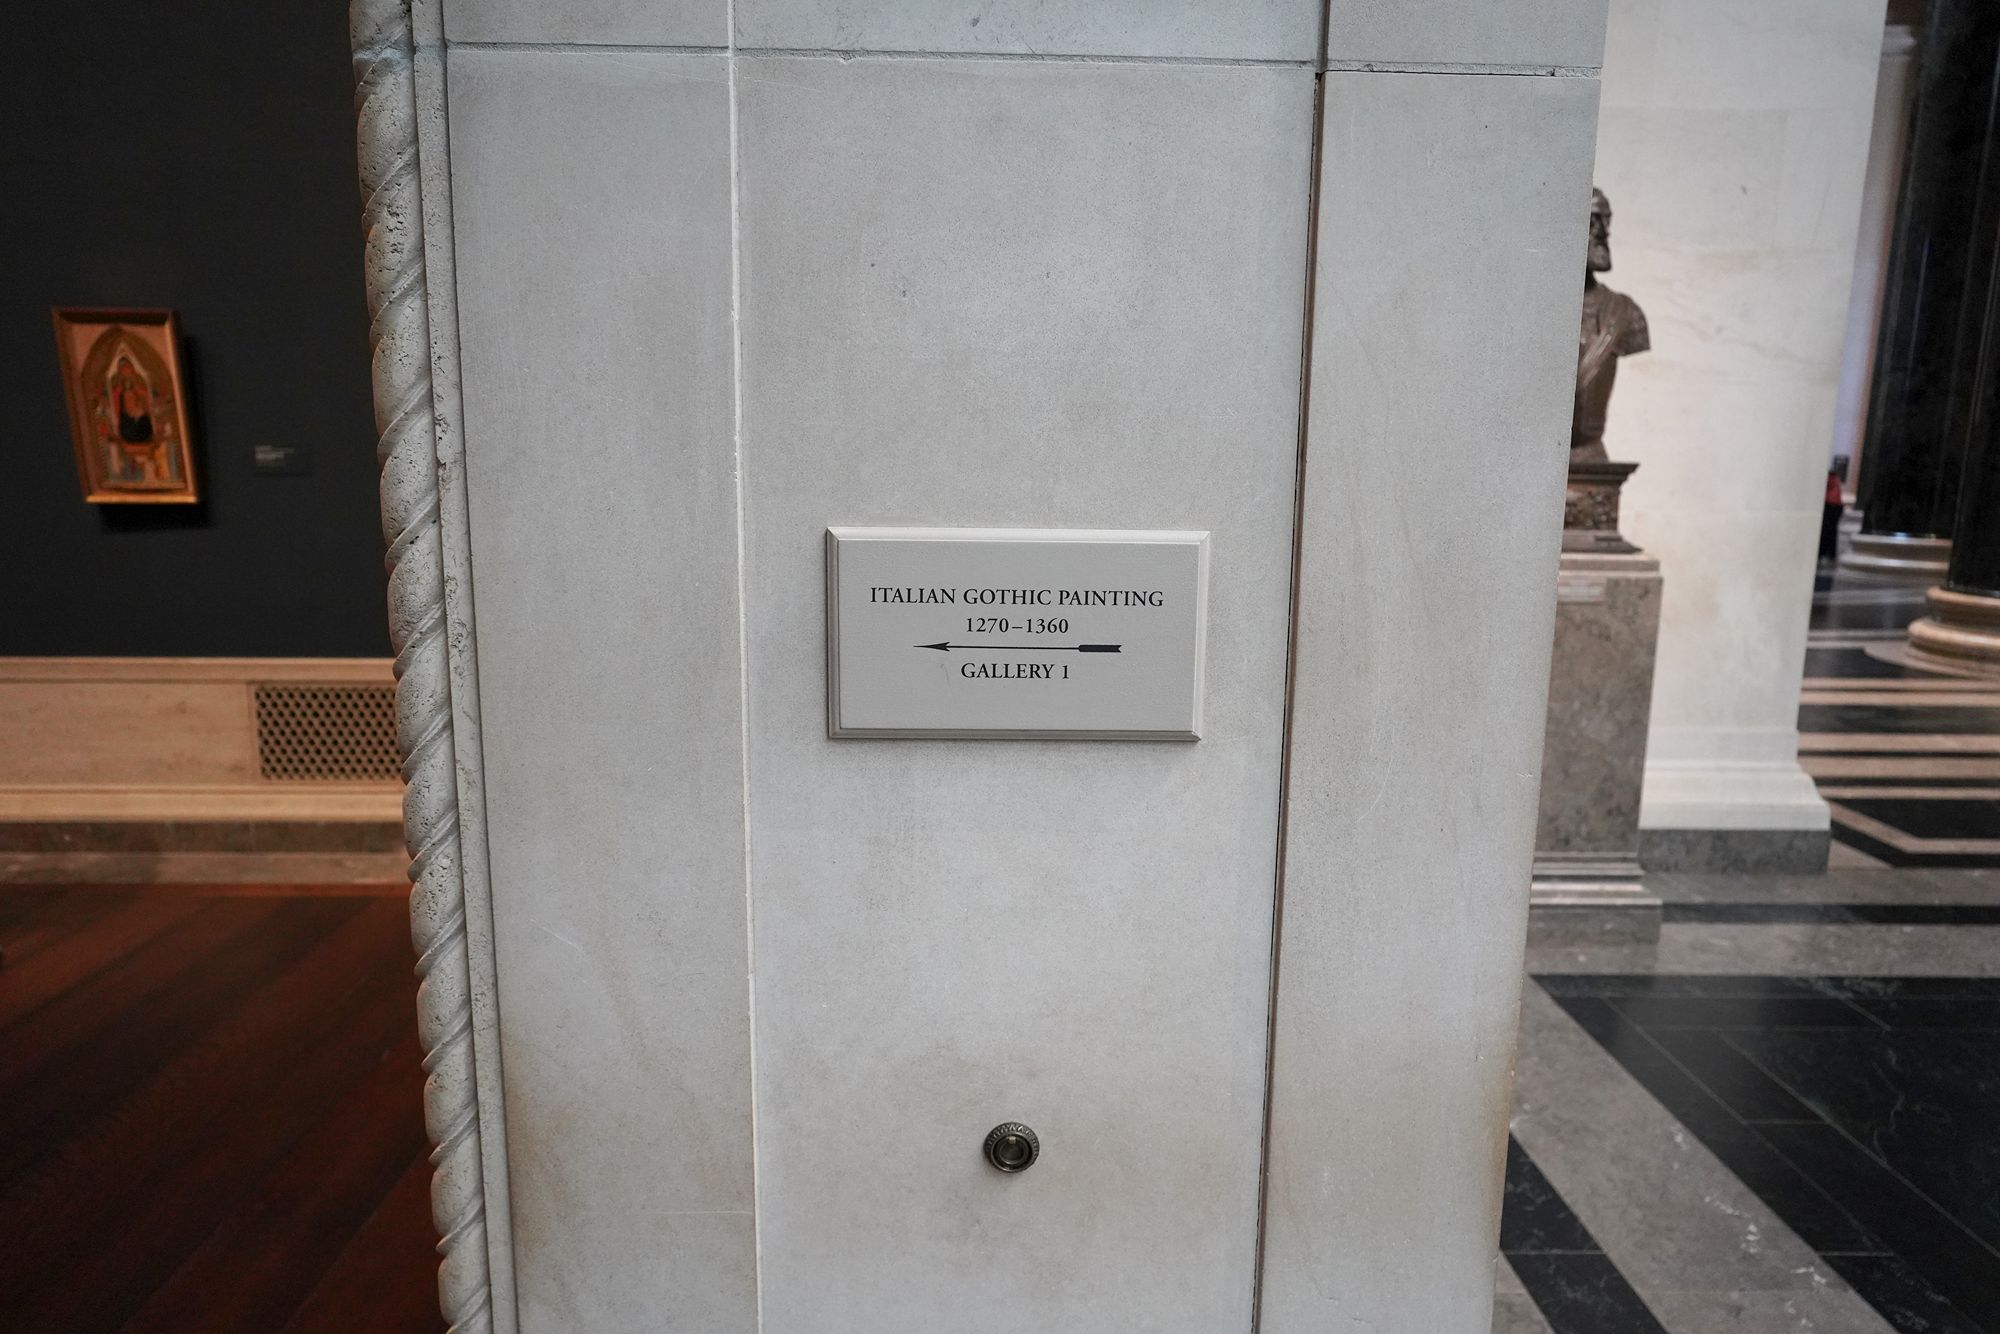 ITALIAN GOTHIC PAINTING
1270–1360
GALLERY 1